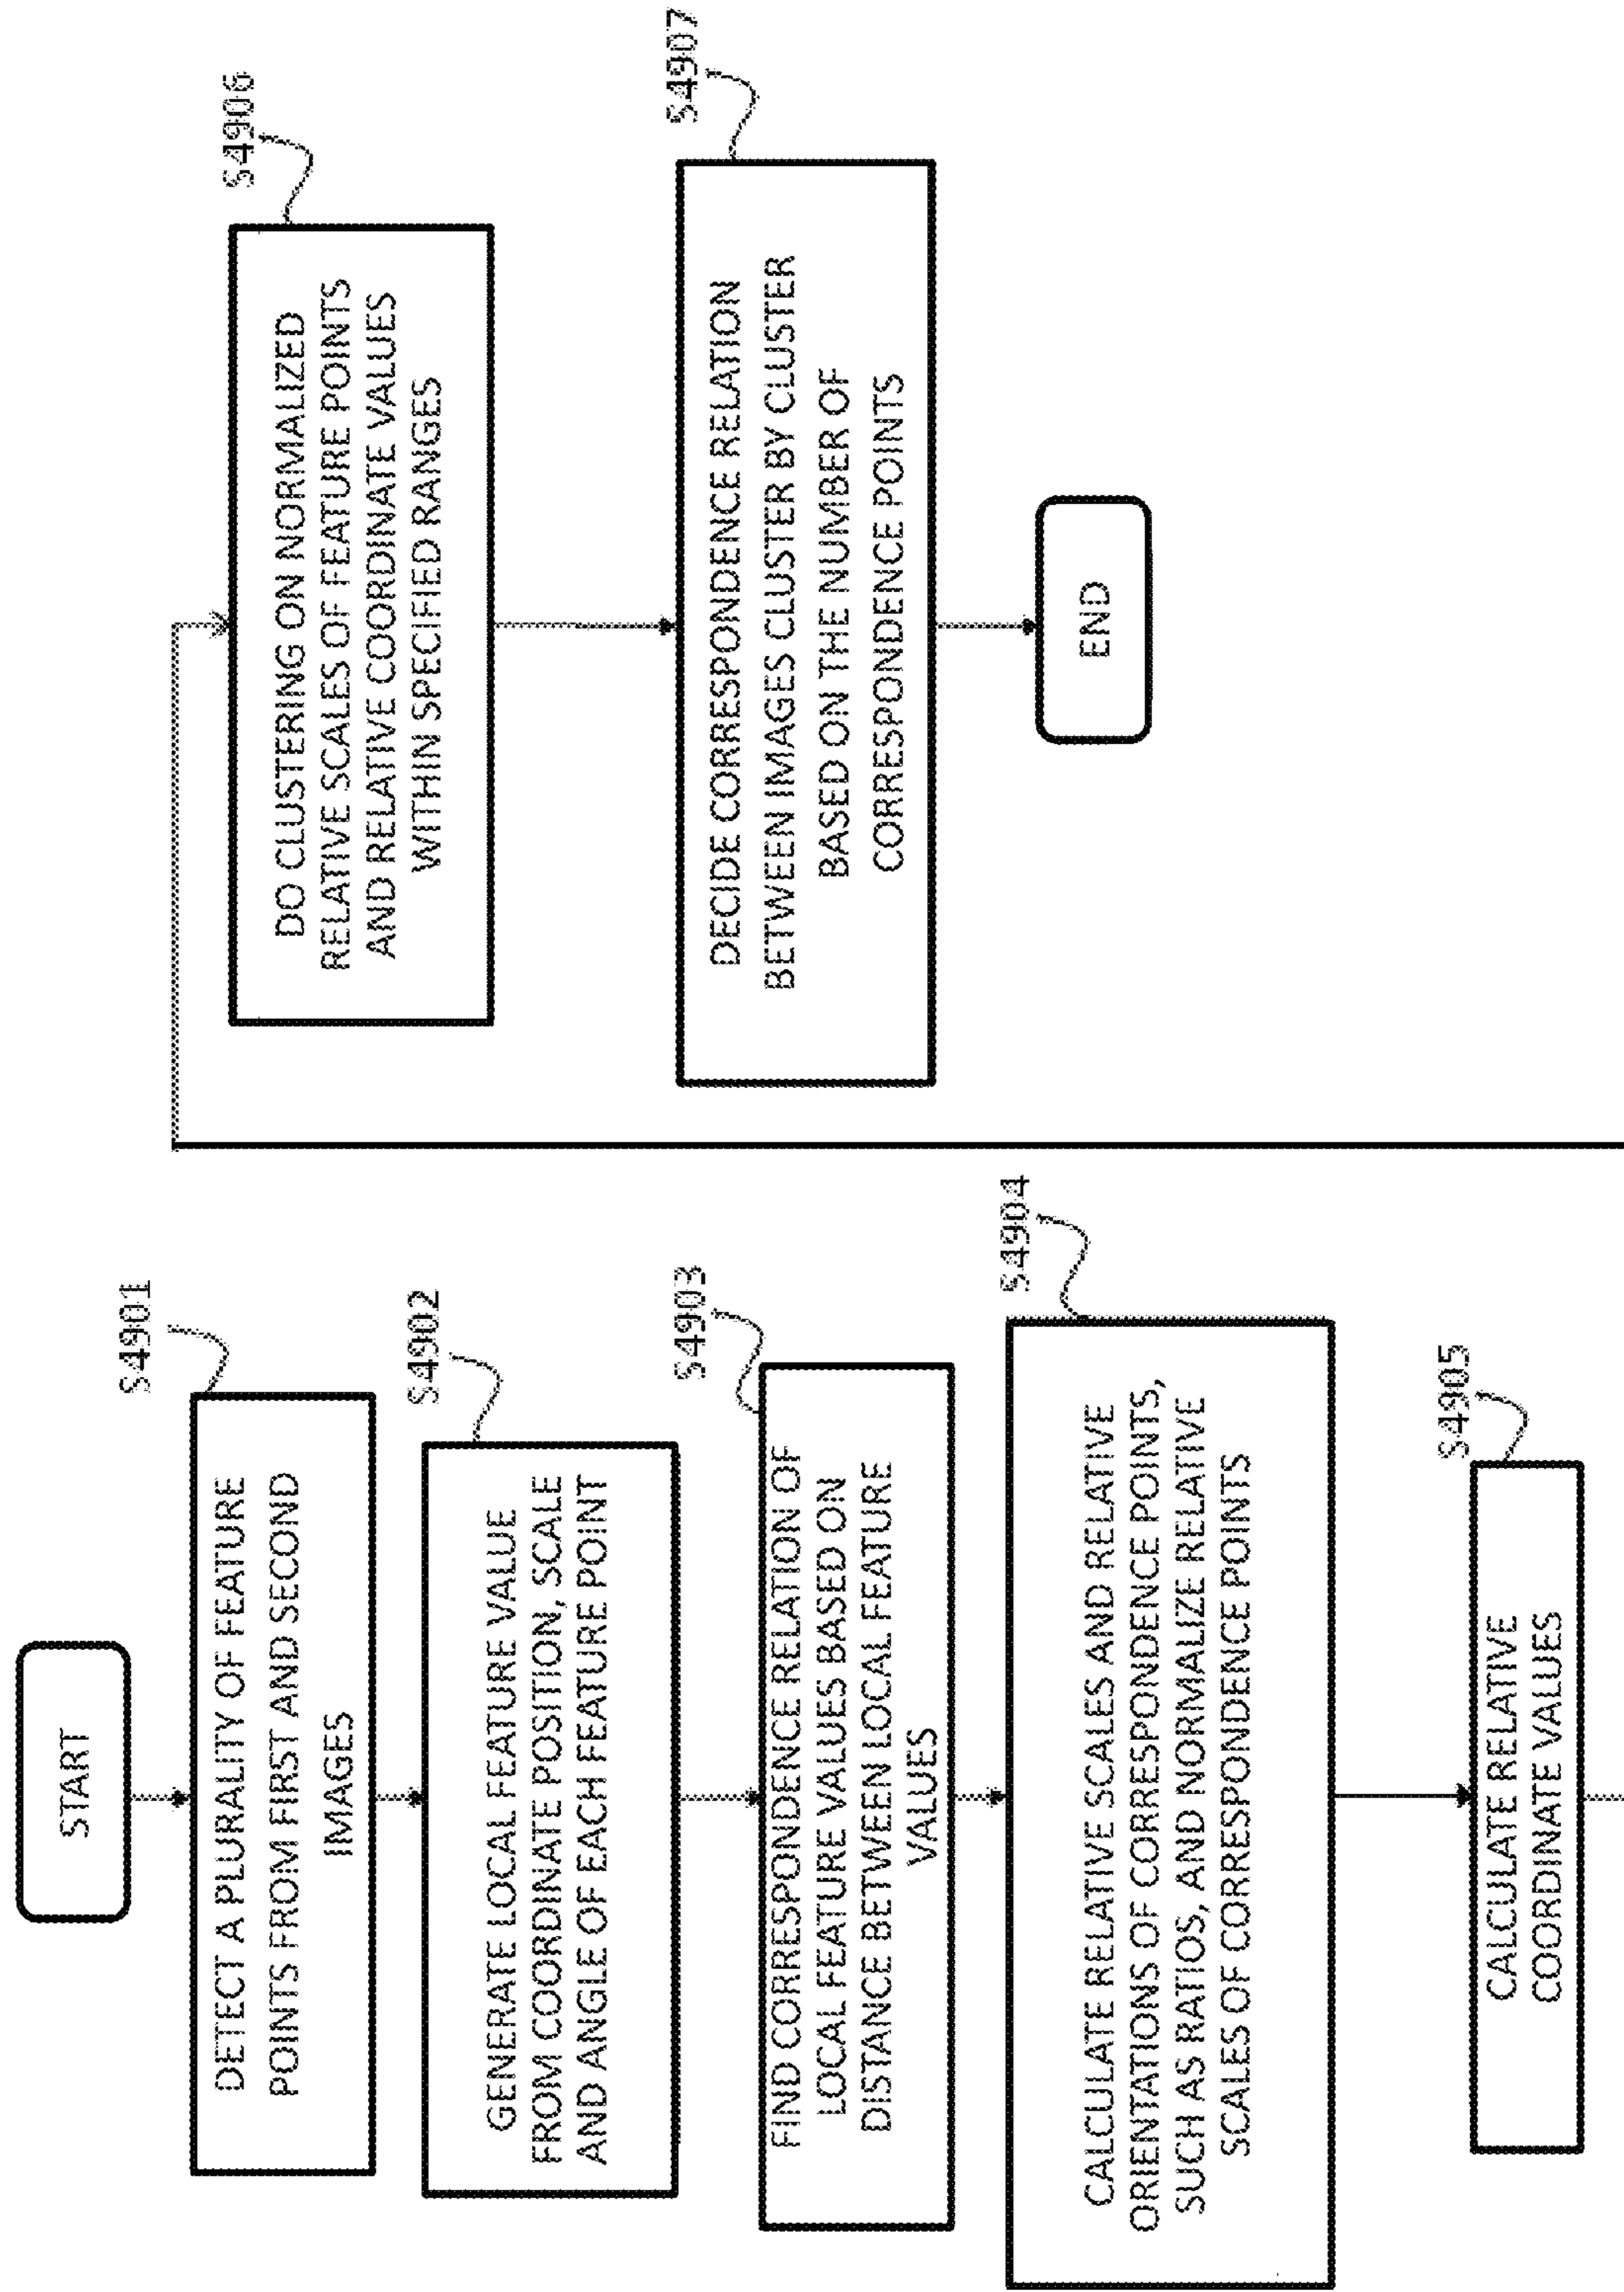 START
S4901
DETECT A PLURALITY OF FEATURE
POINTS FROM FIRST AND SECOND
IMAGES
S4902
GENERATE LOCAL FEATURE VALUE
FROM COORDINATE POSITION, SCALE
AND ANGLE OF EACH FEATURE POINT
S4903
FIND CORRESPONDENCE RELATION OF
LOCAL FEATURE VALUES BASED ON
DISTANCE BETWEEN LOCAL FEATURE
VALUES
S4904
CALCULATE RELATIVE SCALES AND RELATIVE
ORIENTATIONS OF CORRESPONDENCE POINTS,
SUCH AS RATIOS, AND NORMALIZE RELATIVE
SCALES OF CORRESPONDENCE POINTS
S4905
CALCULATE RELATIVE
COORDINATE VALUES
S4906
DO CLUSTERING ON NORMALIZED
RELATIVE SCALES OF FEATURE POINTS
AND RELATIVE COORDINATE VALUES
WITHIN SPECIFIED RANGES
S4907
DECIDE CORRESPONDENCE RELATION
BETWEEN IMAGES CLUSTER BY CLUSTER
BASED ON THE NUMBER OF
CORRESPONDENCE POINTS
END